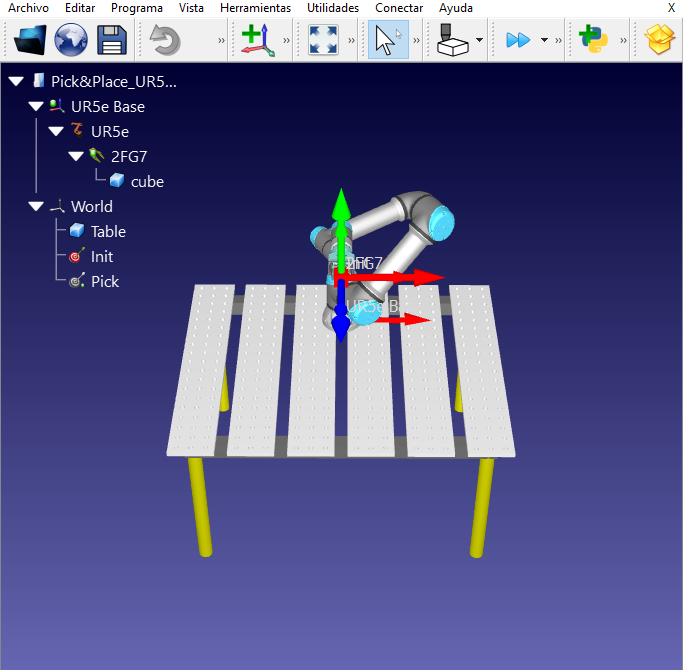 Archivo Editar Programa Vista Herramientas Utilidades Conectar Ayuda X
Pick&Place_UR5...
UR5e Base
UR5e
2FG7
cube
World
Table
Init
Pick
2FG7
UR5e Ba